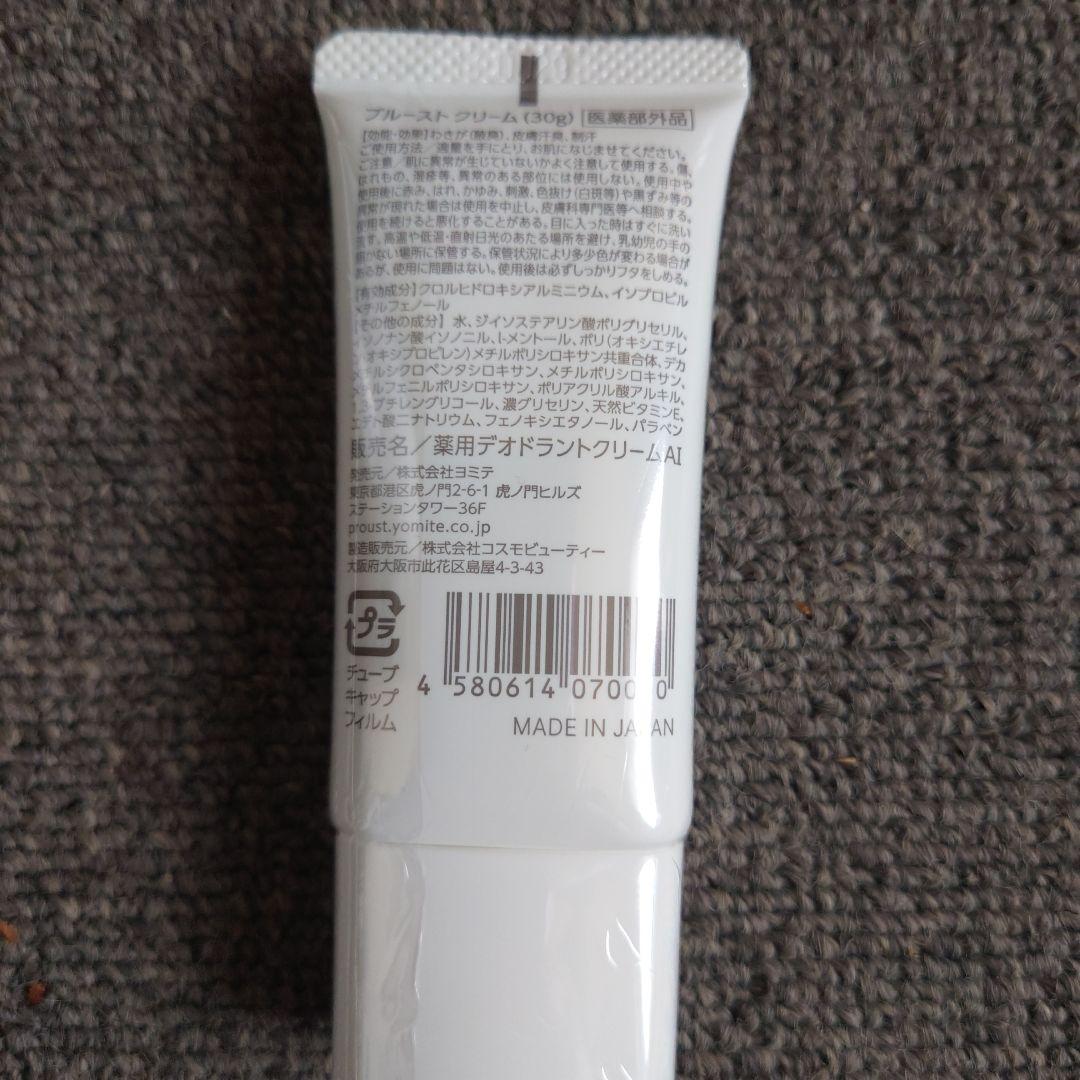 プルースト クリーム (30g) 医薬部外品
【効能・効果】わきが(腋臭)、皮膚汗臭、制汗
ご使用方法/適量を手にとり、お肌になじませてください。
ご注意/肌に異常が生じていないかよく注意して使用する。傷、
はれもの、湿疹等、異常のある部位には使用しない。使用中や
使用後に赤み、はれ、かゆみ、刺激、色抜け(白斑等)や黒ずみ等の
異常が現れた場合は使用を中止し、皮膚科専門医等へ相談する。
使用を続けると悪化することがある。目に入った時はすぐに洗い
流す。高温や低温・直射日光のあたる場所を避け、乳幼児の手の
届かない場所に保管する。保管状況により多少色が変わる場合が
あるが、使用に問題はない。使用後は必ずしっかりフタをしめる。
【有効成分】クロルヒドロキシアルミニウム、イソプロピル
メチルフェノール
【その他の成分】 水、ジイソステアリン酸ポリグリセリル、
イソノナン酸イソノニル、l-メントール、ポリ(オキシエチレ
ン・オキシプロピレン)メチルポリシロキサン共重合体、デカ
メチルシクロペンタシロキサン、メチルポリシロキサン、
メチルフェニルポリシロキサン、ポリアクリル酸アルキル、
ブチレングリコール、濃グリセリン、天然ビタミンE、
エデト酸二ナトリウム、フェノキシエタノール、パラベン
販売名/薬用デオドラントクリームAI
発売元/株式会社ヨミテ
東京都港区虎ノ門2-6-1 虎ノ門ヒルズ
ステーションタワー36F
proust.yomite.co.jp
製造販売元/株式会社コスモビューティー
大阪府大阪市此花区島屋4-3-43
プラ
チューブ
キャップ
フィルム
4 580614
MADE IN JAPAN